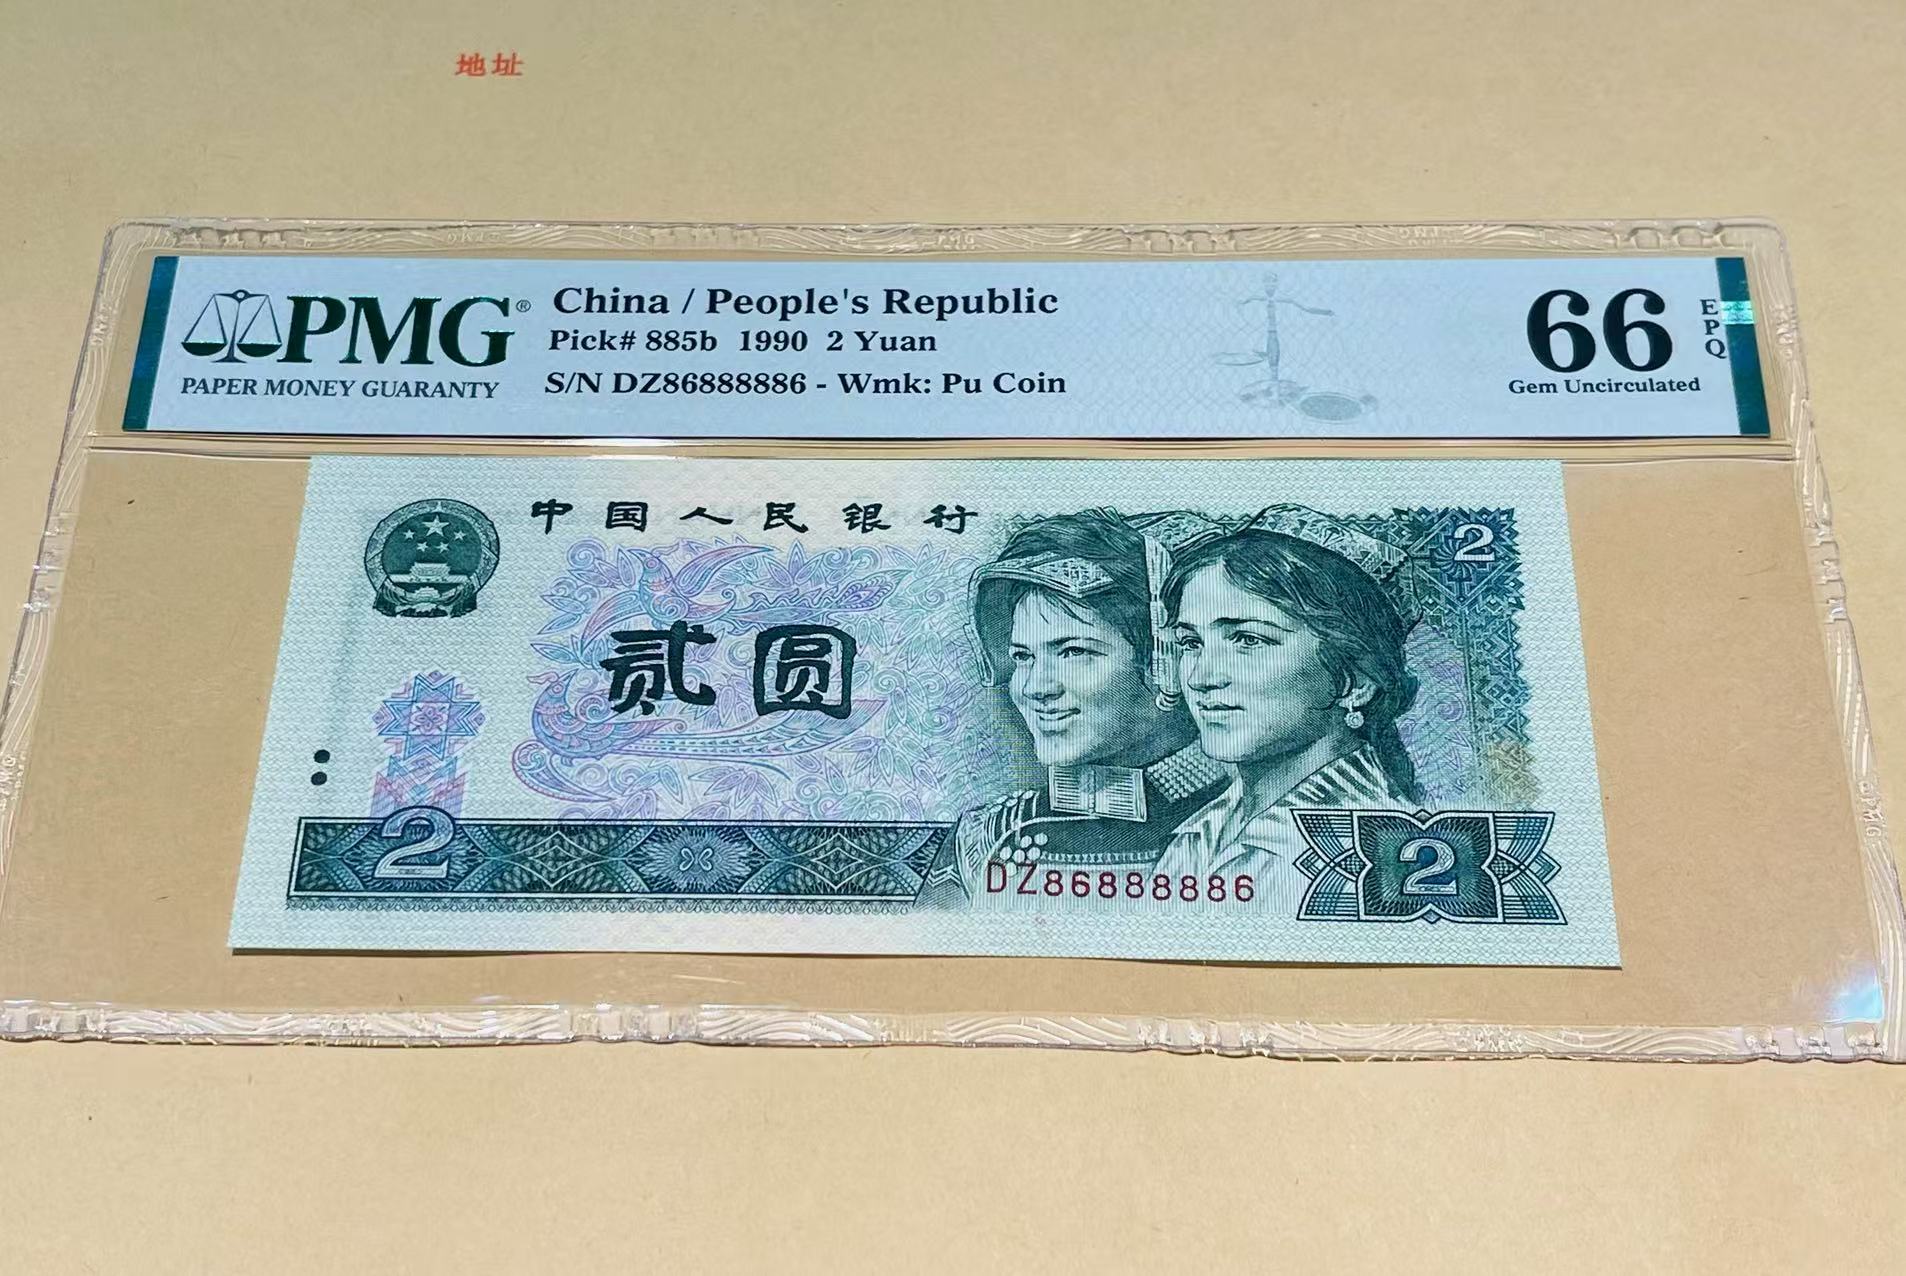 地址
PMG®
PAPER MONEY GUARANTY
China / People's Republic
Pick# 885b 1990 2 Yuan
S/N DZ86888886 - Wmk: Pu Coin
66
EPQ
Gem Uncirculated
中国人民银行
2
贰圆
2
DZ86888886
2